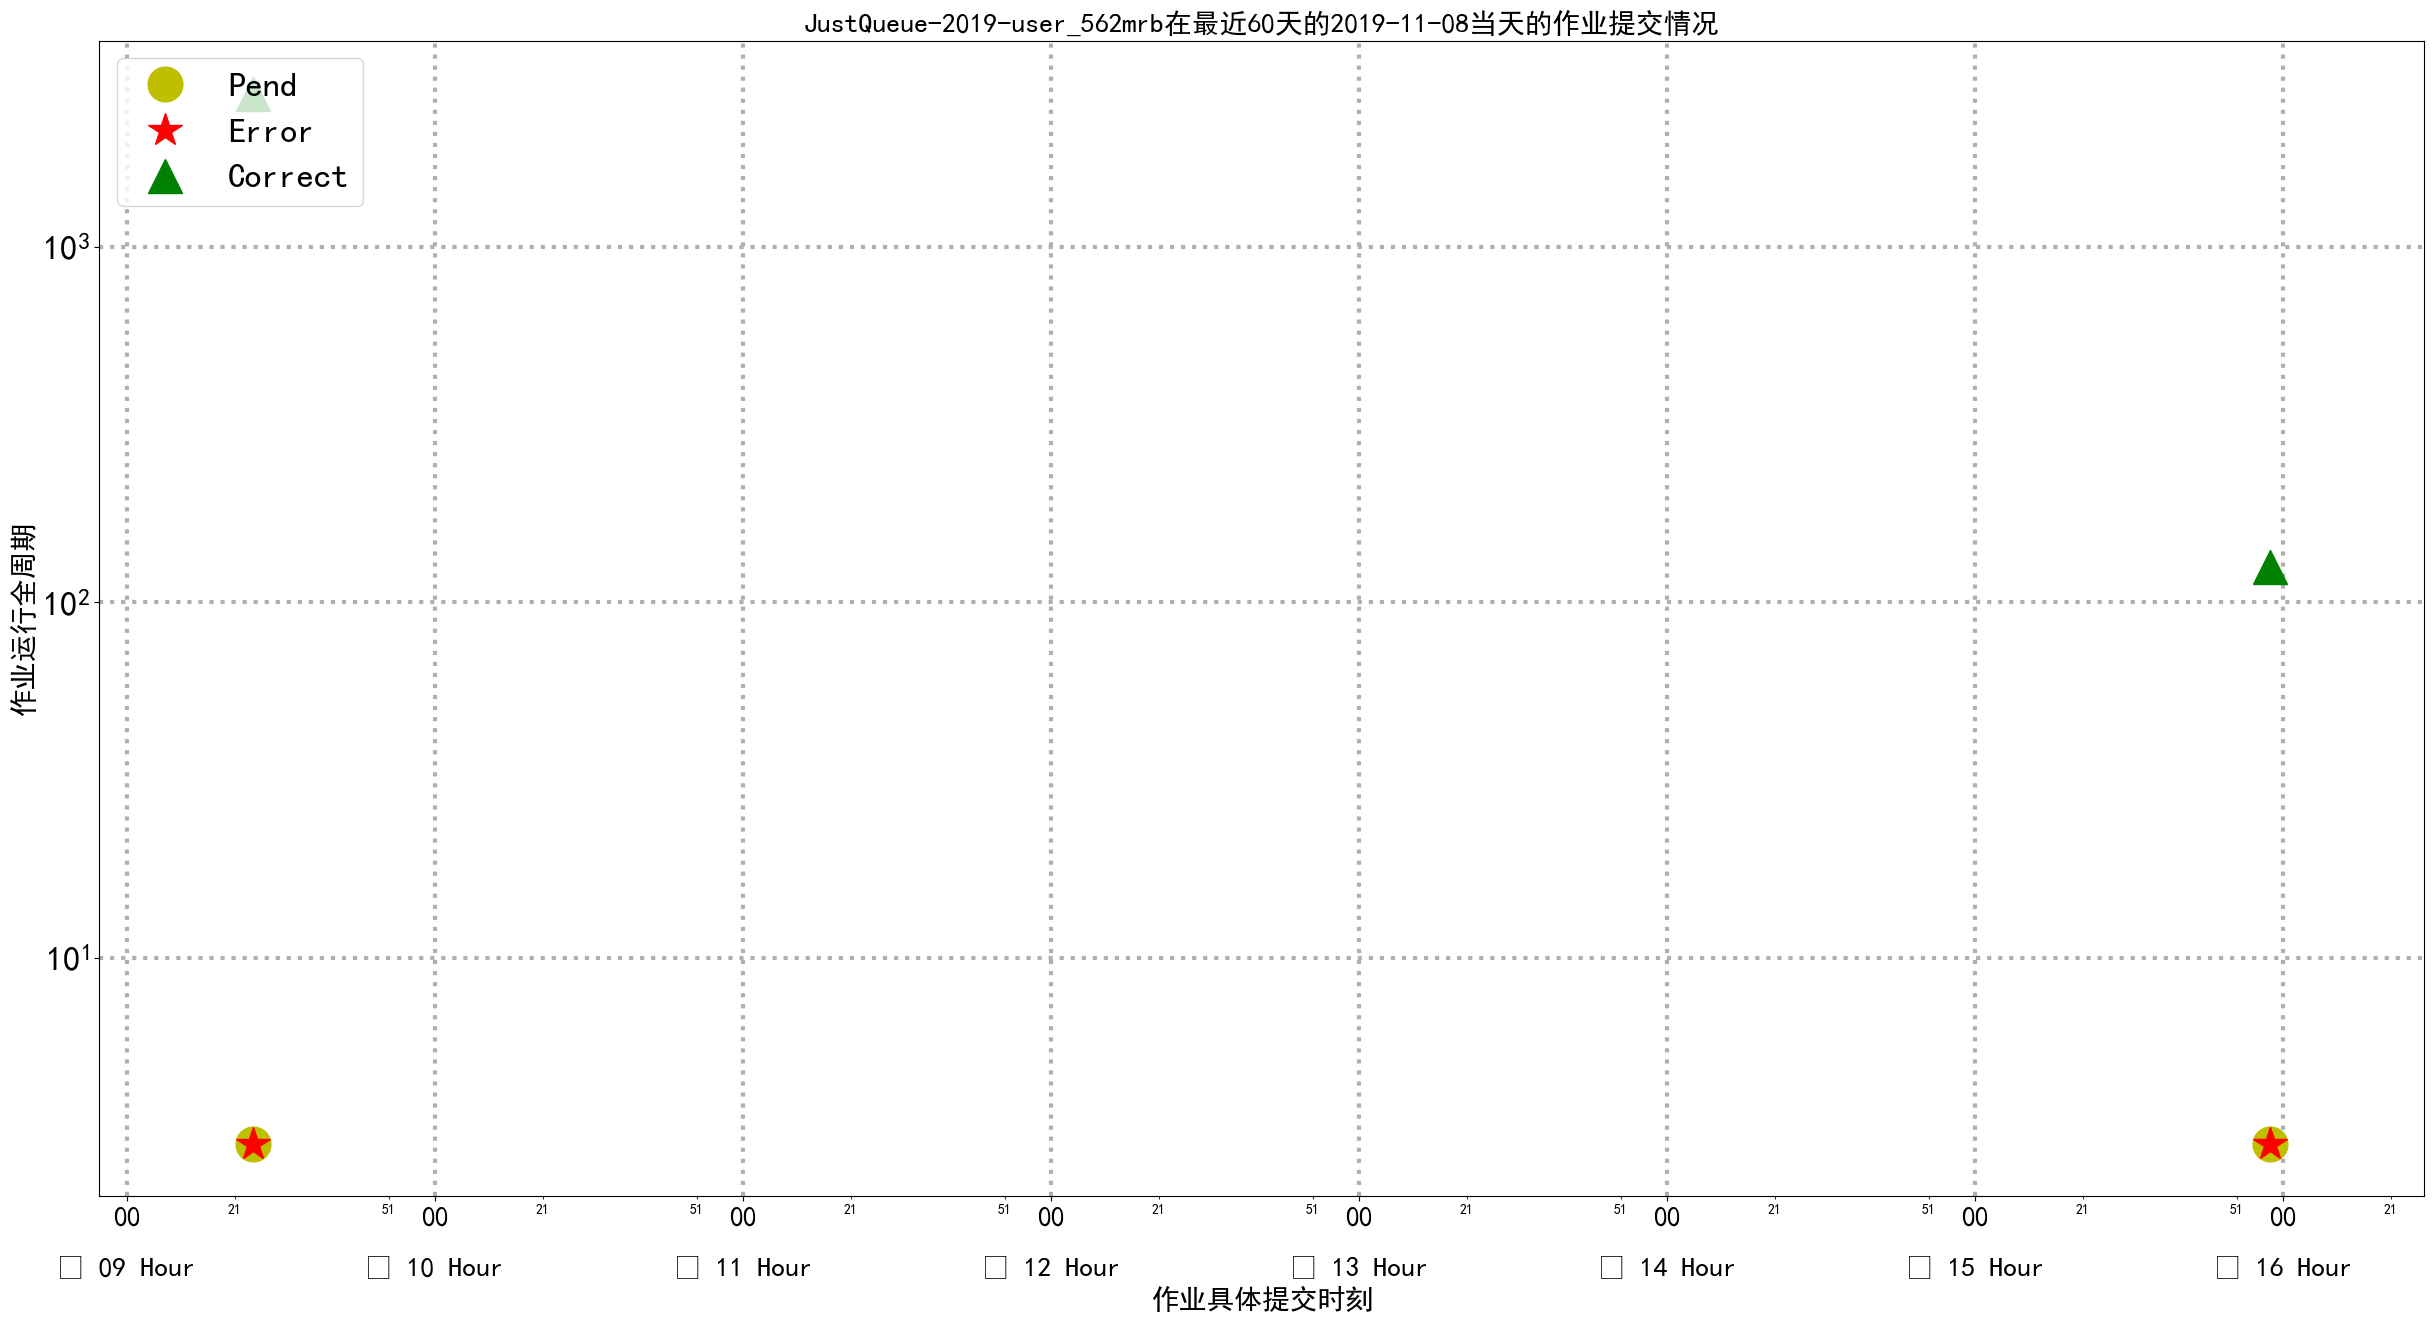 JustQueue-2019-user_562mrb在最近60天的2019-11-08当天的作业提交情况
Pend
Error
Correct
10³
10²
10¹
作业运行全周期
00 21 51 00 21 51 00 21 51 00 21 51 00 21 51 00 21 51 00 21 51 00 21
09 Hour 10 Hour 11 Hour 12 Hour 13 Hour 14 Hour 15 Hour 16 Hour
作业具体提交时刻